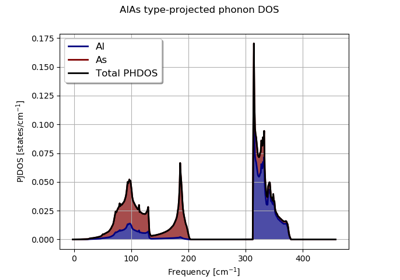 AlAs type-projected phonon DOS
Al
As
Total PHDOS
PJDOS [states/cm⁻¹]
0.175
0.150
0.125
0.100
0.075
0.050
0.025
0.000
0 100 200 300 400
Frequency [cm⁻¹]